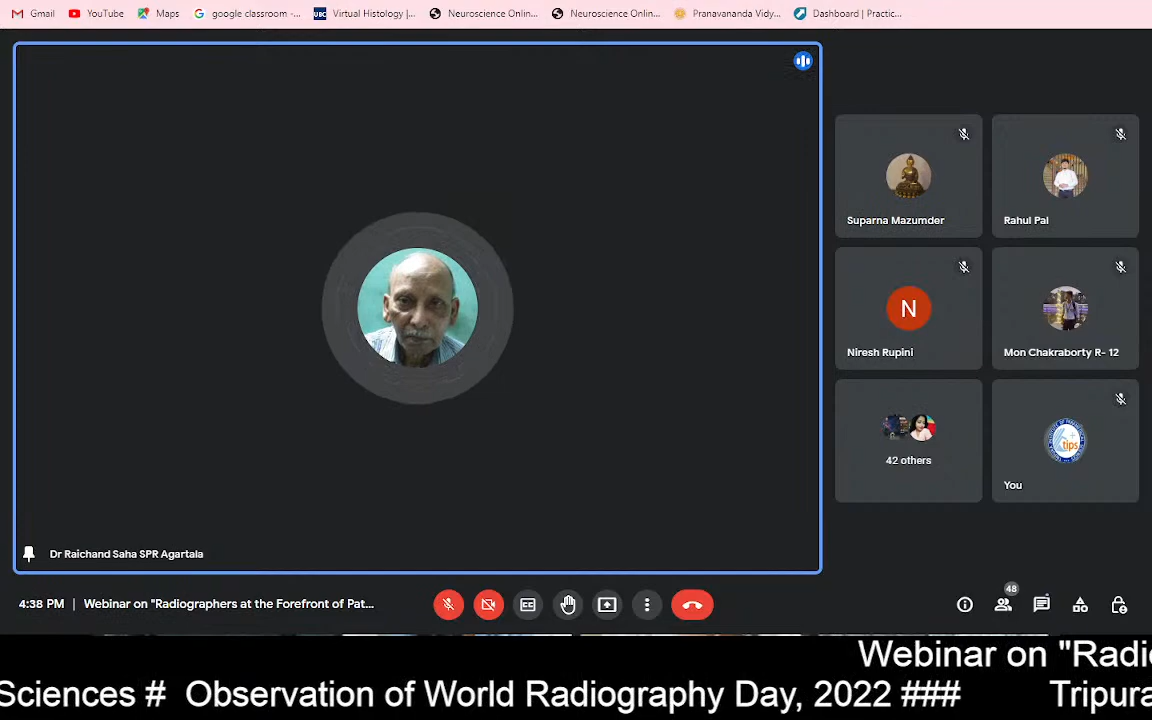 Gmail
YouTube
Maps
google classroom -...
Virtual Histology |...
Neuroscience Onlin...
Neuroscience Onlin...
Pranavananda Vidy...
Dashboard | Practic...
Suparna Mazumder
Rahul Pal
N
Niresh Rupini
Mon Chakraborty R- 12
42 others
tips
You
Dr Raichand Saha SPR Agartala
4:38 PM | Webinar on "Radiographers at the Forefront of Pat...
48
Webinar on "Radio
Sciences # Observation of World Radiography Day, 2022 ### Tripura